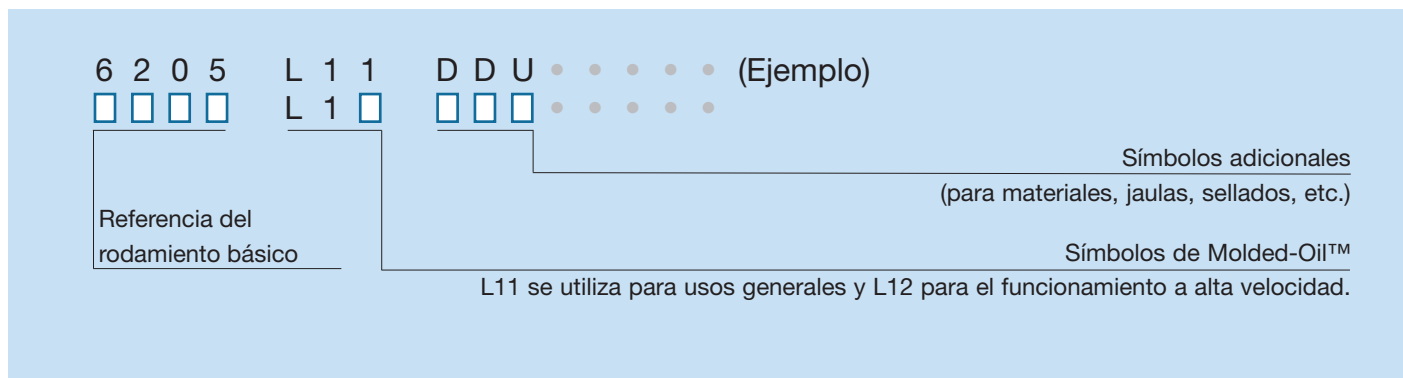 6 2 0 5 L 1 1 D D U • • • • • (Ejemplo)
□ □ □ □ L 1 □ □ □ □ • • • • •
Símbolos adicionales
(para materiales, jaulas, sellados, etc.)
Referencia del
rodamiento básico
Símbolos de Molded-Oil™
L11 se utiliza para usos generales y L12 para el funcionamiento a alta velocidad.